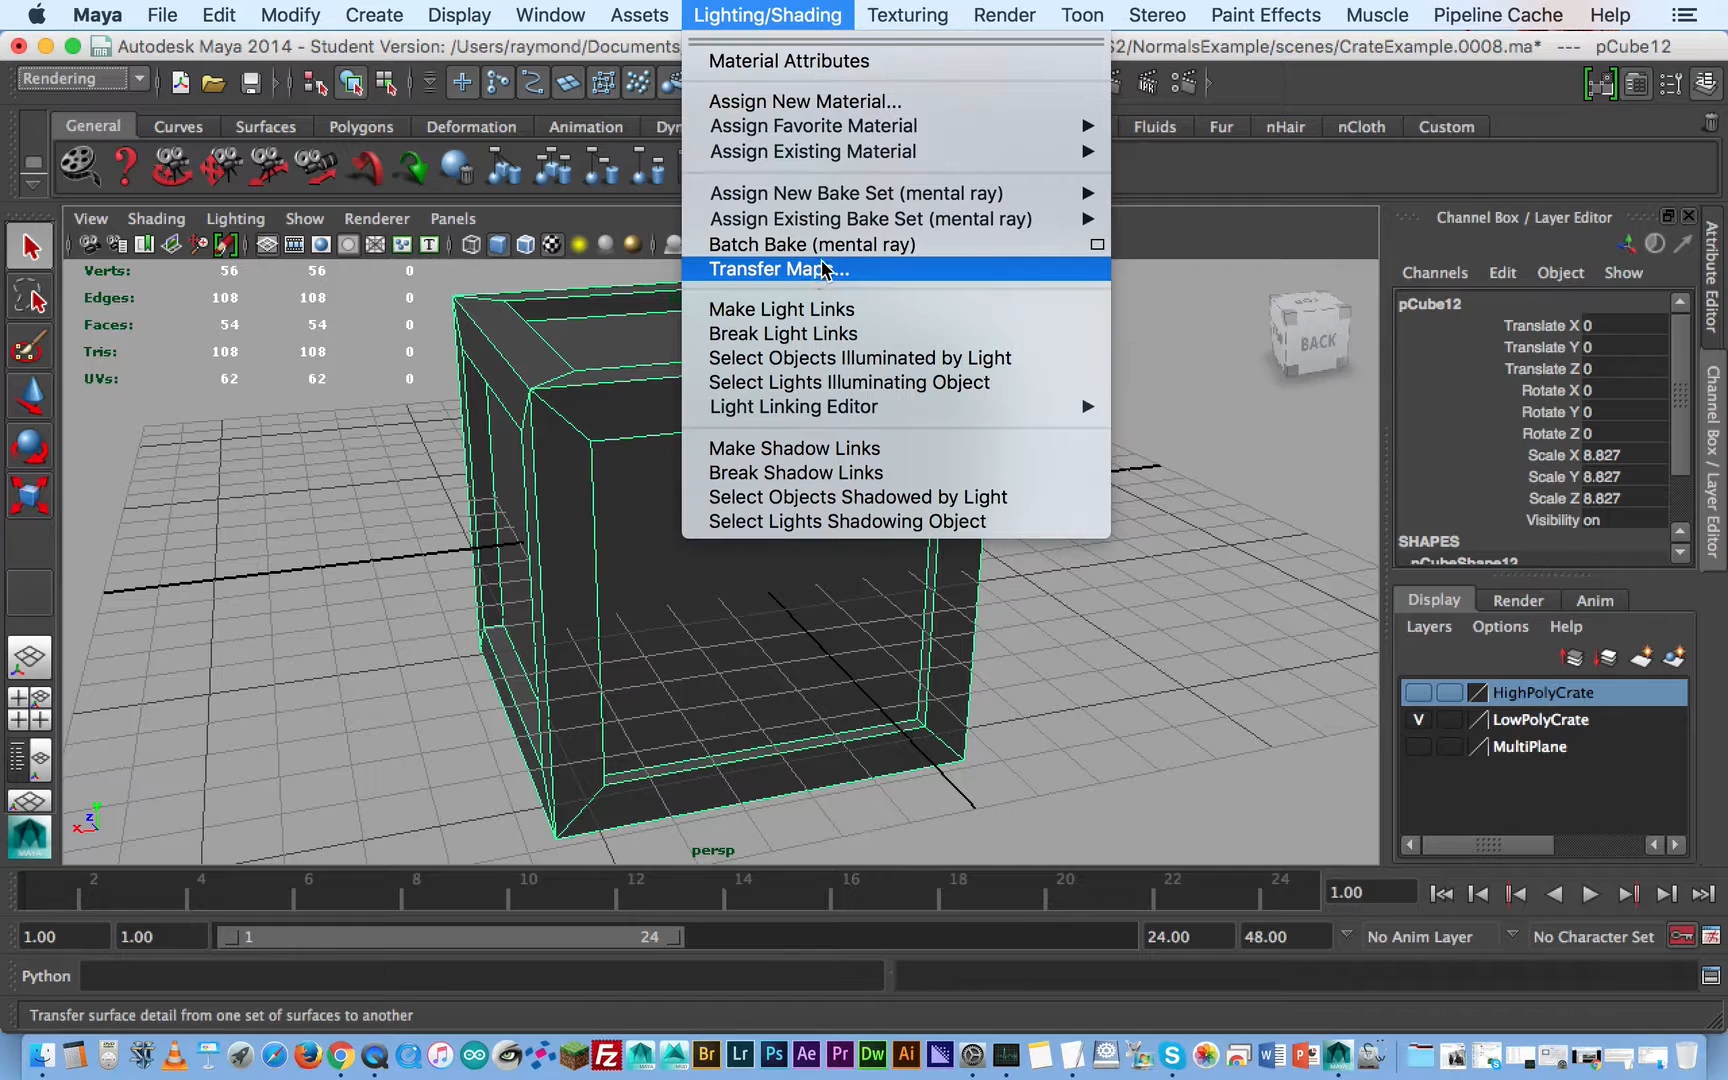 Maya File Edit Modify Create Display Window Assets Lighting/Shading Texturing Render Toon Stereo Paint Effects Muscle Pipeline Cache Help
Autodesk Maya 2014 - Student Version: /Users/raymond/Documents
S2/NormalsExample/scenes/CrateExample.0008.ma* --- pCube12
Rendering
General Curves Surfaces Polygons Deformation Animation Dy
Fluids Fur nHair nCloth Custom
View Shading Lighting Show Renderer Panels
Verts: 56 56 0
Edges: 108 108 0
Faces: 54 54 0
Tris: 108 108 0
UVs: 62 62 0
Material Attributes
Assign New Material...
Assign Favorite Material
Assign Existing Material
Assign New Bake Set (mental ray)
Assign Existing Bake Set (mental ray)
Batch Bake (mental ray)
Transfer Map...
Make Light Links
Break Light Links
Select Objects Illuminated by Light
Select Lights Illuminating Object
Light Linking Editor
Make Shadow Links
Break Shadow Links
Select Objects Shadowed by Light
Select Lights Shadowing Object
BACK
persp
Channel Box / Layer Editor
Channels Edit Object Show
pCube12
Translate X 0
Translate Y 0
Translate Z 0
Rotate X 0
Rotate Y 0
Rotate Z 0
Scale X 8.827
Scale Y 8.827
Scale Z 8.827
Visibility on
SHAPES
pCubeShape12
Attribute Editor
Channel Box / Layer Editor
Display Render Anim
Layers Options Help
HighPolyCrate
V LowPolyCrate
MultiPlane
2 4 6 8 10 12 14 16 18 20 22 24
1.00
1.00 1.00 1 24 24.00 48.00 No Anim Layer No Character Set
Python
Transfer surface detail from one set of surfaces to another
Br Lr Ps Ae Pr Dw Ai